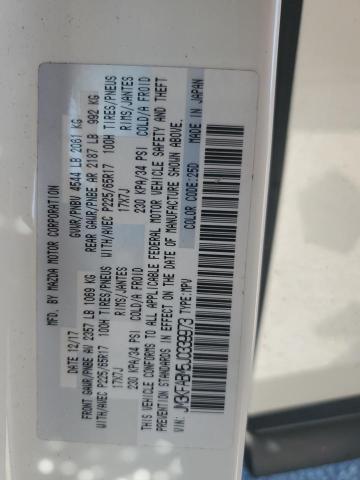 MFD. BY MAZDA MOTOR CORPORATION
DATE 12/17 GVWR/PNBV 4544 LB 2061 KG
FRONT GAWR/PNBE AV 2357 LB 1069 KG REAR GAWR/PNBE AR 2187 LB 992 KG
WITH/AVEC P225/65R17 100H TIRES/PNEUS WITH/AVEC P225/65R17 100H TIRES/PNEUS
17X7J RIMS/JANTES 17X7J RIMS/JANTES
230 KPA/34 PSI COLD/A FROID 230 KPA/34 PSI COLD/A FROID
THIS VEHICLE CONFORMS TO ALL APPLICABLE FEDERAL MOTOR VEHICLE SAFETY AND THEFT
PREVENTION STANDARDS IN EFFECT ON THE DATE OF MANUFACTURE SHOWN ABOVE.
VIN: JM3KFABM5J0339973 TYPE:MPV COLOR CODE:25D MADE IN JAPAN